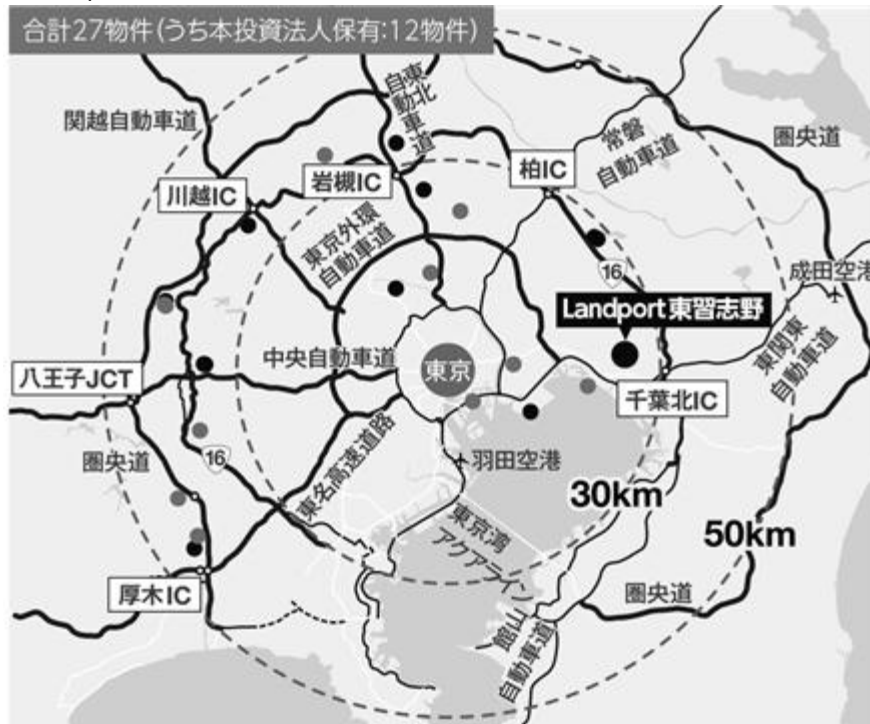 合計27物件(うち本投資法人保有:12物件)
関越自動車道
東北
自動車道
常磐
自動車道
圏央道
川越IC
岩槻IC
柏IC
東京外環
自動車道
16
成田空港
Landport東習志野
東関東
自動車道
中央自動車道
東京
八王子JCT
千葉北IC
圏央道
16
東名高速道路
羽田空港
30km
50km
東京湾
アクアライン
厚木IC
館山
自動車道
圏央道